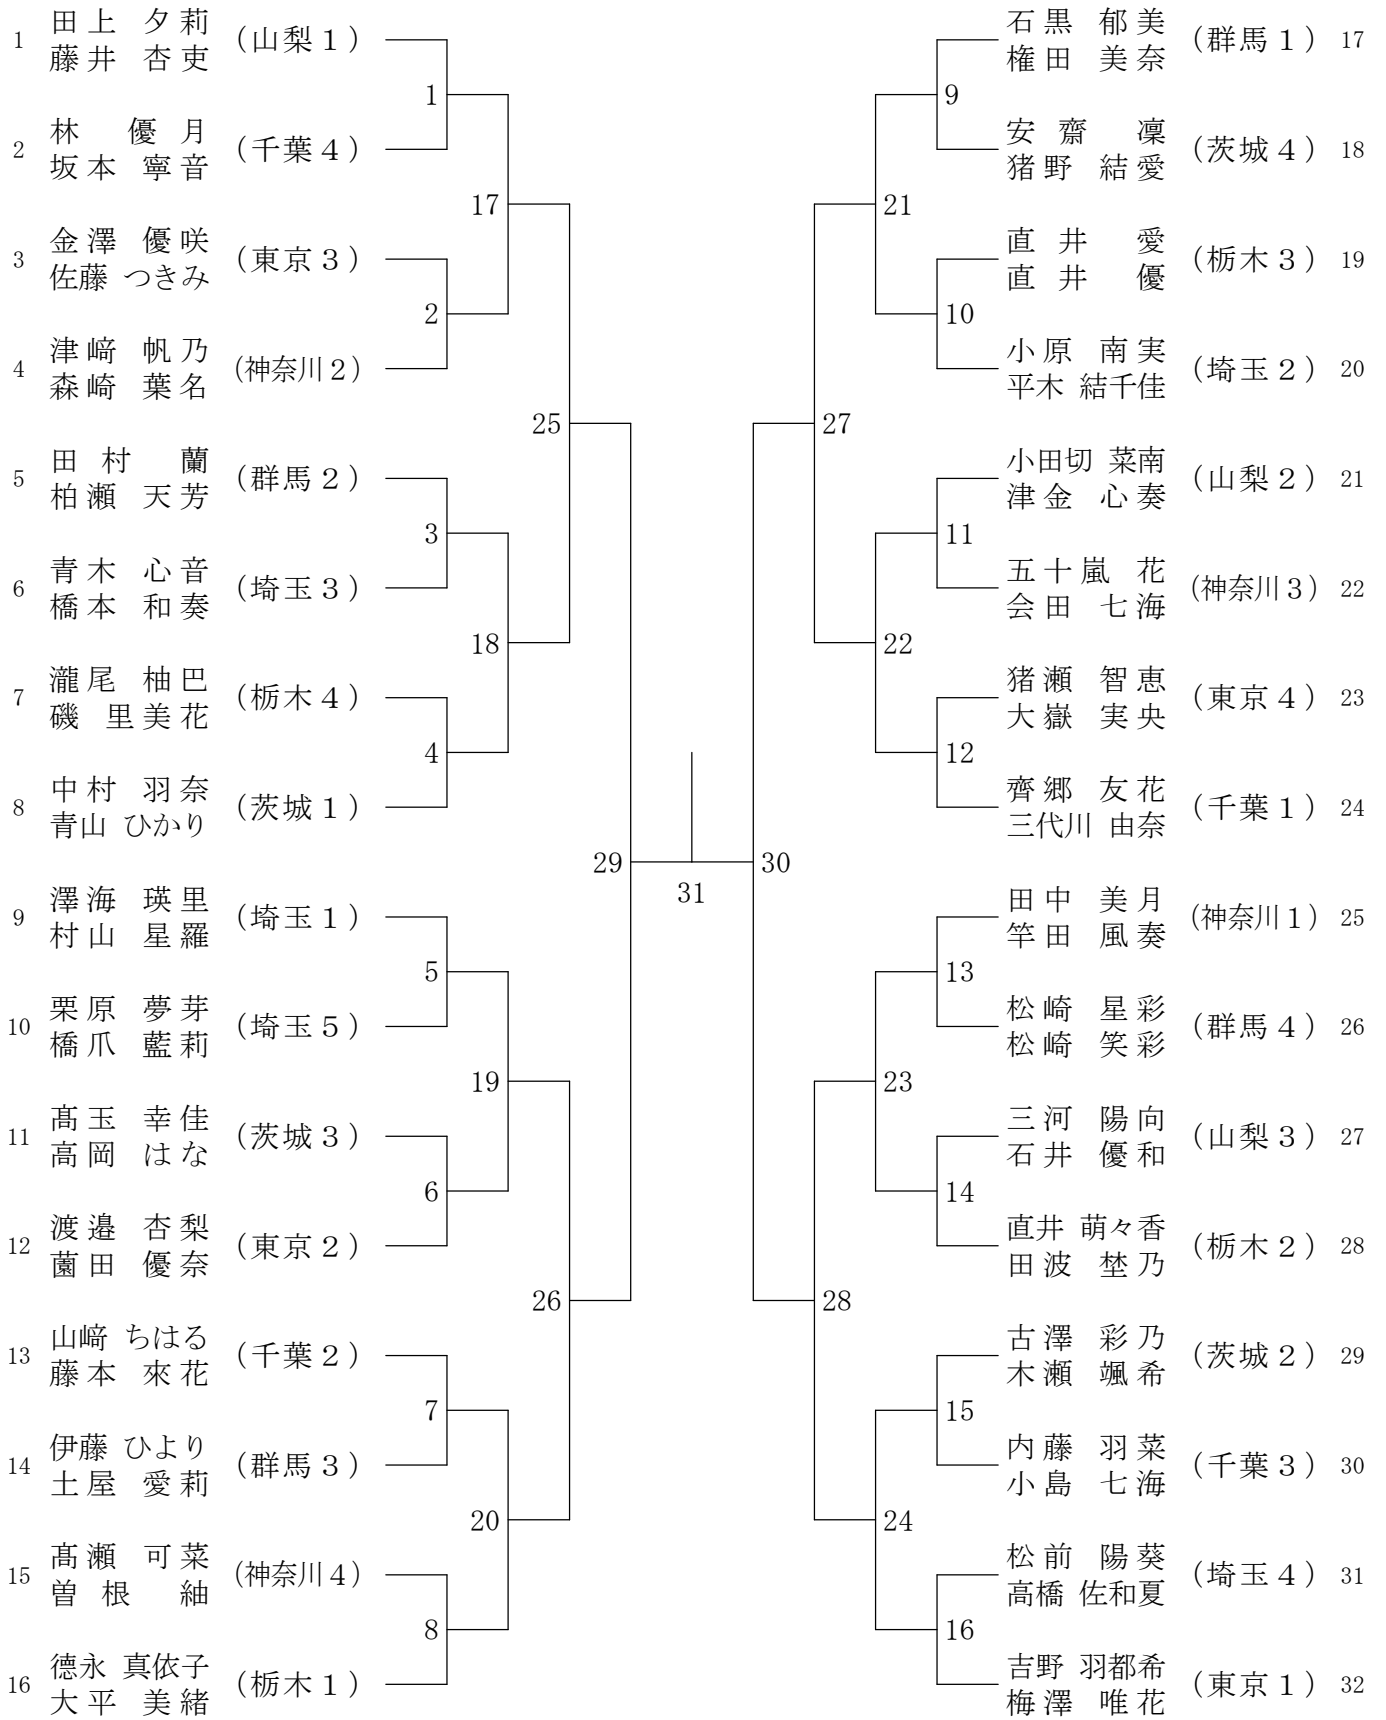 1 田上 夕莉 (山梨1)
藤井 杏吏
2 林 優月 (千葉4)
坂本 寧音
3 金澤 優咲 (東京3)
佐藤 つきみ
4 津﨑 帆乃 (神奈川2)
森崎 葉名
5 田村 蘭 (群馬2)
柏瀬 天芳
6 青木 心音 (埼玉3)
橋本 和奏
7 瀧尾 柚巴 (栃木4)
磯 里美花
8 中村 羽奈 (茨城1)
青山 ひかり
9 澤海 瑛里 (埼玉1)
村山 星羅
10 栗原 夢芽 (埼玉5)
橋爪 藍莉
11 髙玉 幸佳 (茨城3)
高岡 はな
12 渡邉 杏梨 (東京2)
薗田 優奈
13 山﨑 ちはる (千葉2)
藤本 來花
14 伊藤 ひより (群馬3)
土屋 愛莉
15 髙瀬 可菜 (神奈川4)
曽根 紬
16 德永 真依子 (栃木1)
大平 美緒
1
2
3
4
5
6
7
8
17
18
19
20
25
26
29
31
30
27
28
21
22
23
24
9
10
11
12
13
14
15
16
石黒 郁美 (群馬1) 17
権田 美奈
安齋 凜 (茨城4) 18
猪野 結愛
直井 愛 (栃木3) 19
直井 優
小原 南実 (埼玉2) 20
平木 結千佳
小田切 菜南 (山梨2) 21
津金 心奏
五十嵐 花 (神奈川3) 22
会田 七海
猪瀬 智恵 (東京4) 23
大嶽 実央
齊郷 友花 (千葉1) 24
三代川 由奈
田中 美月 (神奈川1) 25
竿田 風奏
松崎 星彩 (群馬4) 26
松崎 笑彩
三河 陽向 (山梨3) 27
石井 優和
直井 萌々香 (栃木2) 28
田波 埜乃
古澤 彩乃 (茨城2) 29
木瀬 颯希
内藤 羽菜 (千葉3) 30
小島 七海
松前 陽葵 (埼玉4) 31
高橋 佐和夏
吉野 羽都希 (東京1) 32
梅澤 唯花